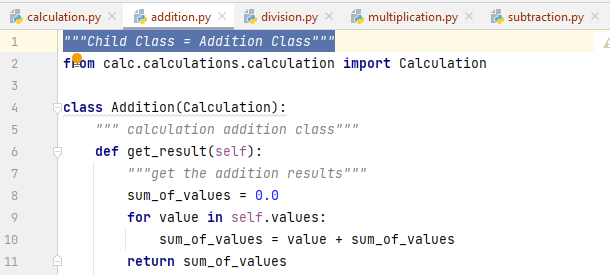 calculation.py addition.py division.py multiplication.py subtraction.py
1 """Child Class = Addition Class"""
2 from calc.calculations.calculation import Calculation
3
4 class Addition(Calculation):
5 """ calculation addition class"""
6 def get_result(self):
7 """get the addition results"""
8 sum_of_values = 0.0
9 for value in self.values:
10 sum_of_values = value + sum_of_values
11 return sum_of_values